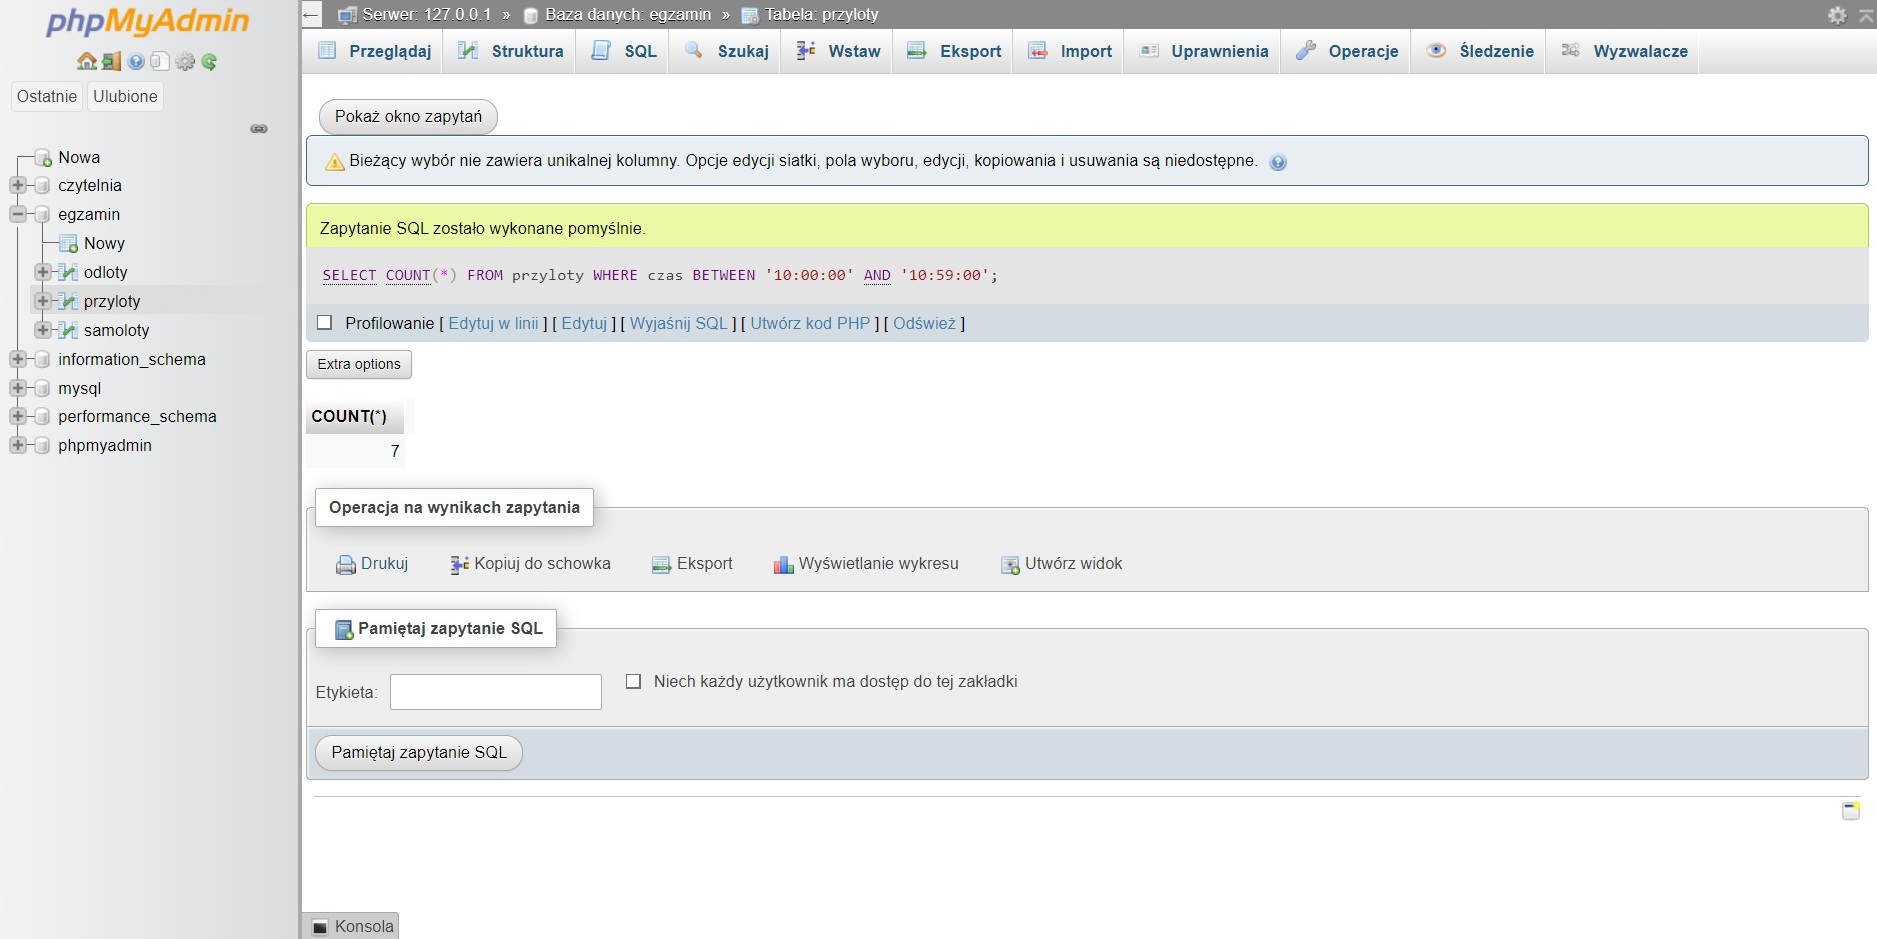 phpMyAdmin
Ostatnie Ulubione
Nowa
czytelnia
egzamin
Nowy
odloty
przyloty
samoloty
information_schema
mysql
performance_schema
phpmyadmin
Serwer: 127.0.0.1 » Baza danych: egzamin » Tabela: przyloty
Przeglądaj Struktura SQL Szukaj Wstaw Eksport Import Uprawnienia Operacje Śledzenie Wyzwalacze
Pokaż okno zapytań
Bieżący wybór nie zawiera unikalnej kolumny. Opcje edycji siatki, pola wyboru, edycji, kopiowania i usuwania są niedostępne.
Zapytanie SQL zostało wykonane pomyślnie.
SELECT COUNT(*) FROM przyloty WHERE czas BETWEEN '10:00:00' AND '10:59:00';
Profilowanie [ Edytuj w linii ] [ Edytuj ] [ Wyjaśnij SQL ] [ Utwórz kod PHP ] [ Odśwież ]
Extra options
COUNT(*)
7
Operacja na wynikach zapytania
Drukuj Kopiuj do schowka Eksport Wyświetlanie wykresu Utwórz widok
Pamiętaj zapytanie SQL
Etykieta: Niech każdy użytkownik ma dostęp do tej zakładki
Pamiętaj zapytanie SQL
Konsola